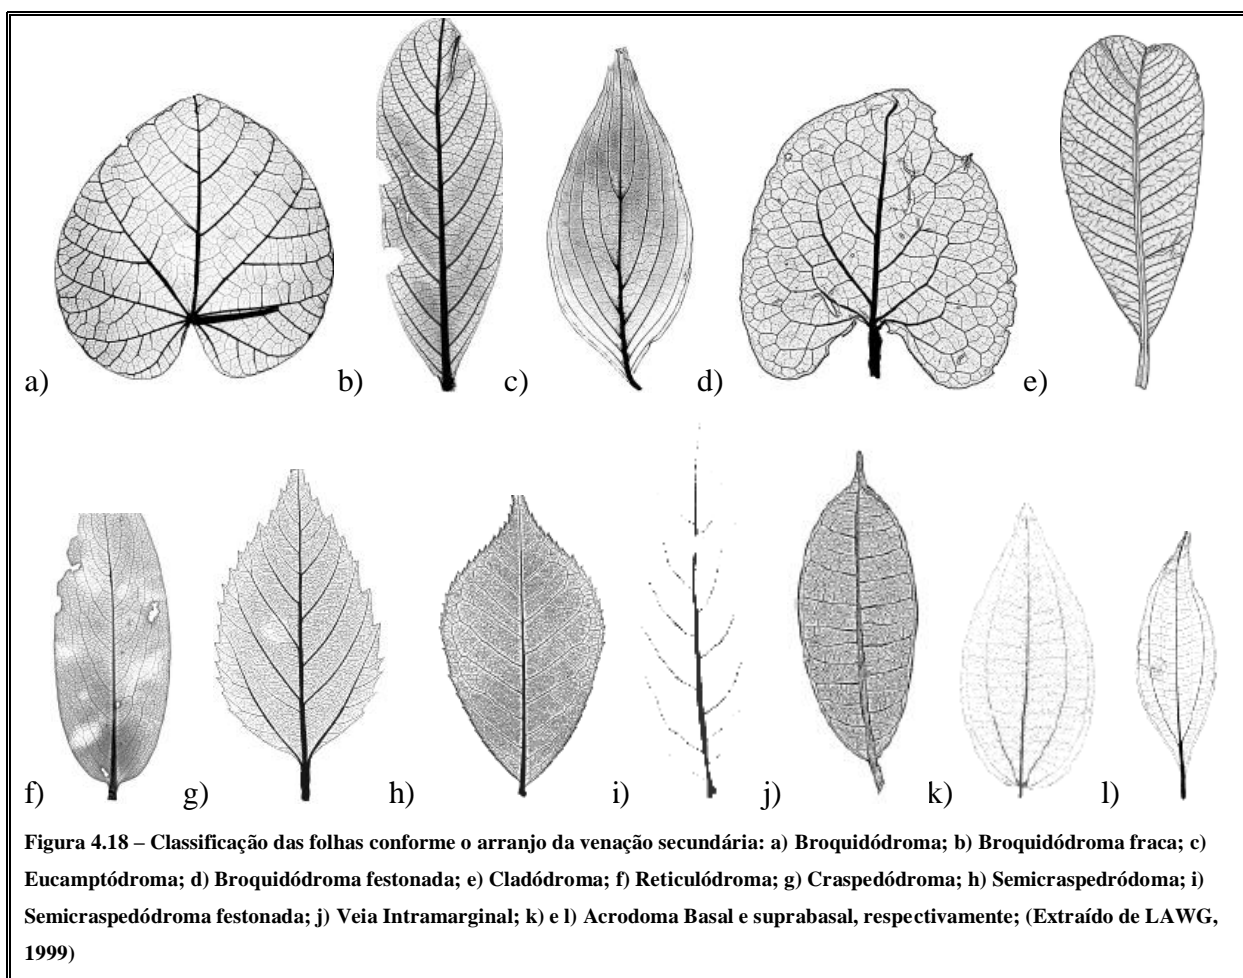 a) b) c) d) e)
f) g) h) i) j) k) l)
Figura 4.18 – Classificação das folhas conforme o arranjo da venação secundária: a) Broquidódroma; b) Broquidódroma fraca; c)
Eucamptódroma; d) Broquidódroma festonada; e) Cladódroma; f) Reticulódroma; g) Craspedódroma; h) Semicraspedródoma; i)
Semicraspedódroma festonada; j) Veia Intramarginal; k) e l) Acrodoma Basal e suprabasal, respectivamente; (Extraído de LAWG,
1999)